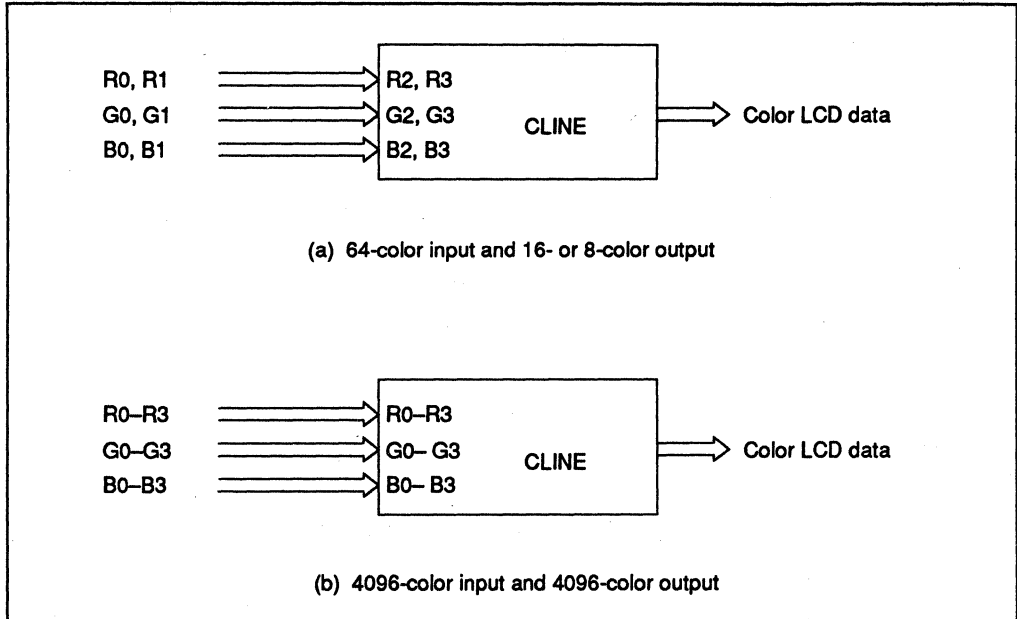 R0, R1 R2, R3
G0, G1 G2, G3 CLINE Color LCD data
B0, B1 B2, B3
(a) 64-color input and 16- or 8-color output
R0–R3 R0–R3
G0–G3 G0– G3 CLINE Color LCD data
B0–B3 B0– B3
(b) 4096-color input and 4096-color output